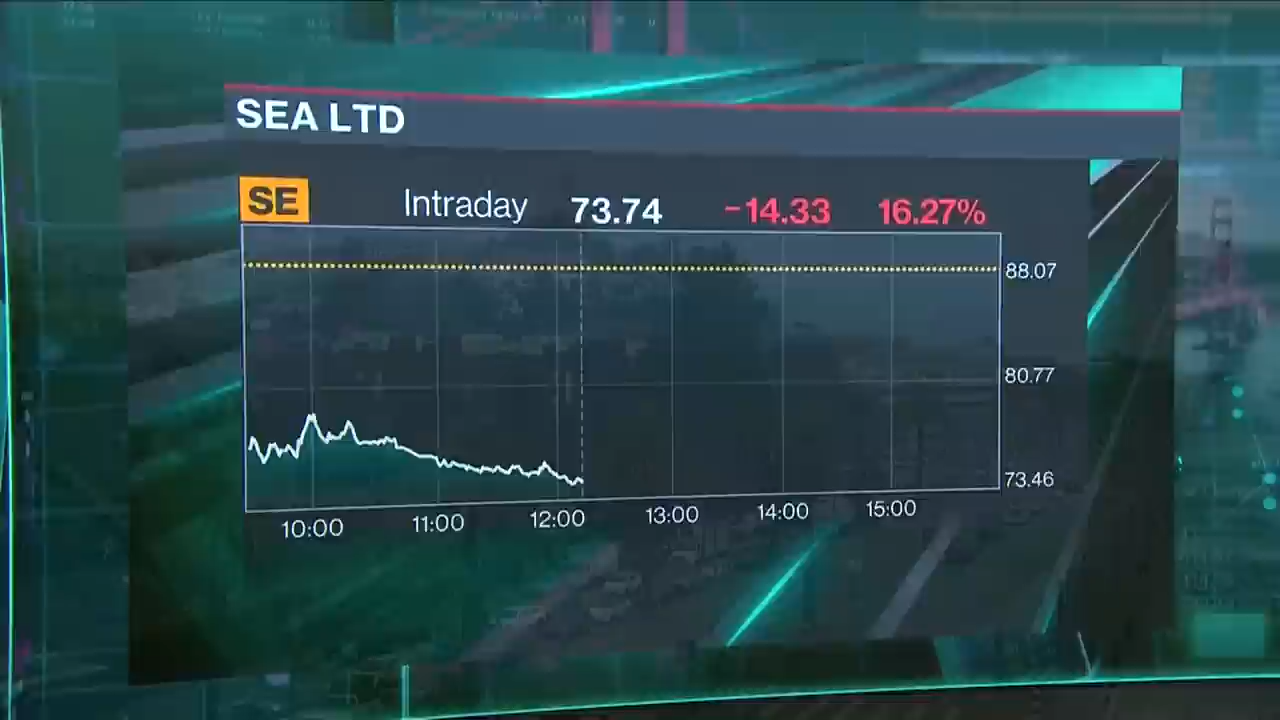 SEA LTD
SE Intraday 73.74 -14.33 16.27%
88.07
80.77
73.46
10:00 11:00 12:00 13:00 14:00 15:00